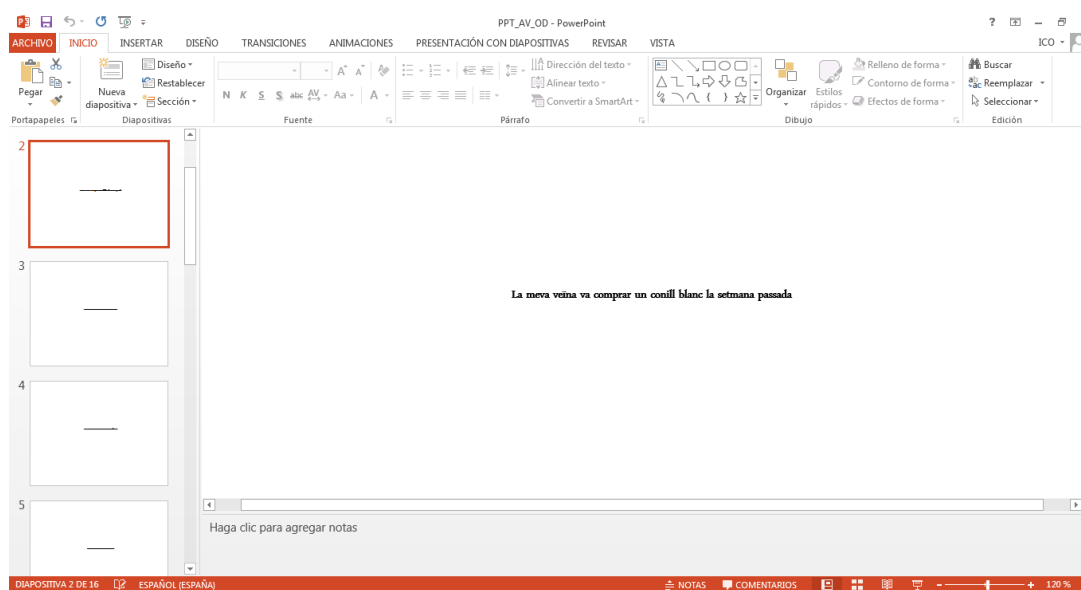 PPT_AV_OD - PowerPoint
ARCHIVO INICIO INSERTAR DISEÑO TRANSICIONES ANIMACIONES PRESENTACIÓN CON DIAPOSITIVAS REVISAR VISTA ICO
Pegar
Nueva diapositiva
Diseño
Restablecer
Sección
N K S S abc AV Aa A
A A
Dirección del texto
Alinear texto
Convertir a SmartArt
Organizar
Estilos rápidos
Relleno de forma
Contorno de forma
Efectos de forma
Buscar
Reemplazar
Seleccionar
Portapapeles Diapositivas Fuente Párrafo Dibujo Edición
2
3
4
5
La meva veïna va comprar un conill blanc la setmana passada
Haga clic para agregar notas
DIAPOSITIVA 2 DE 16 ESPAÑOL (ESPAÑA) NOTAS COMENTARIOS 120 %